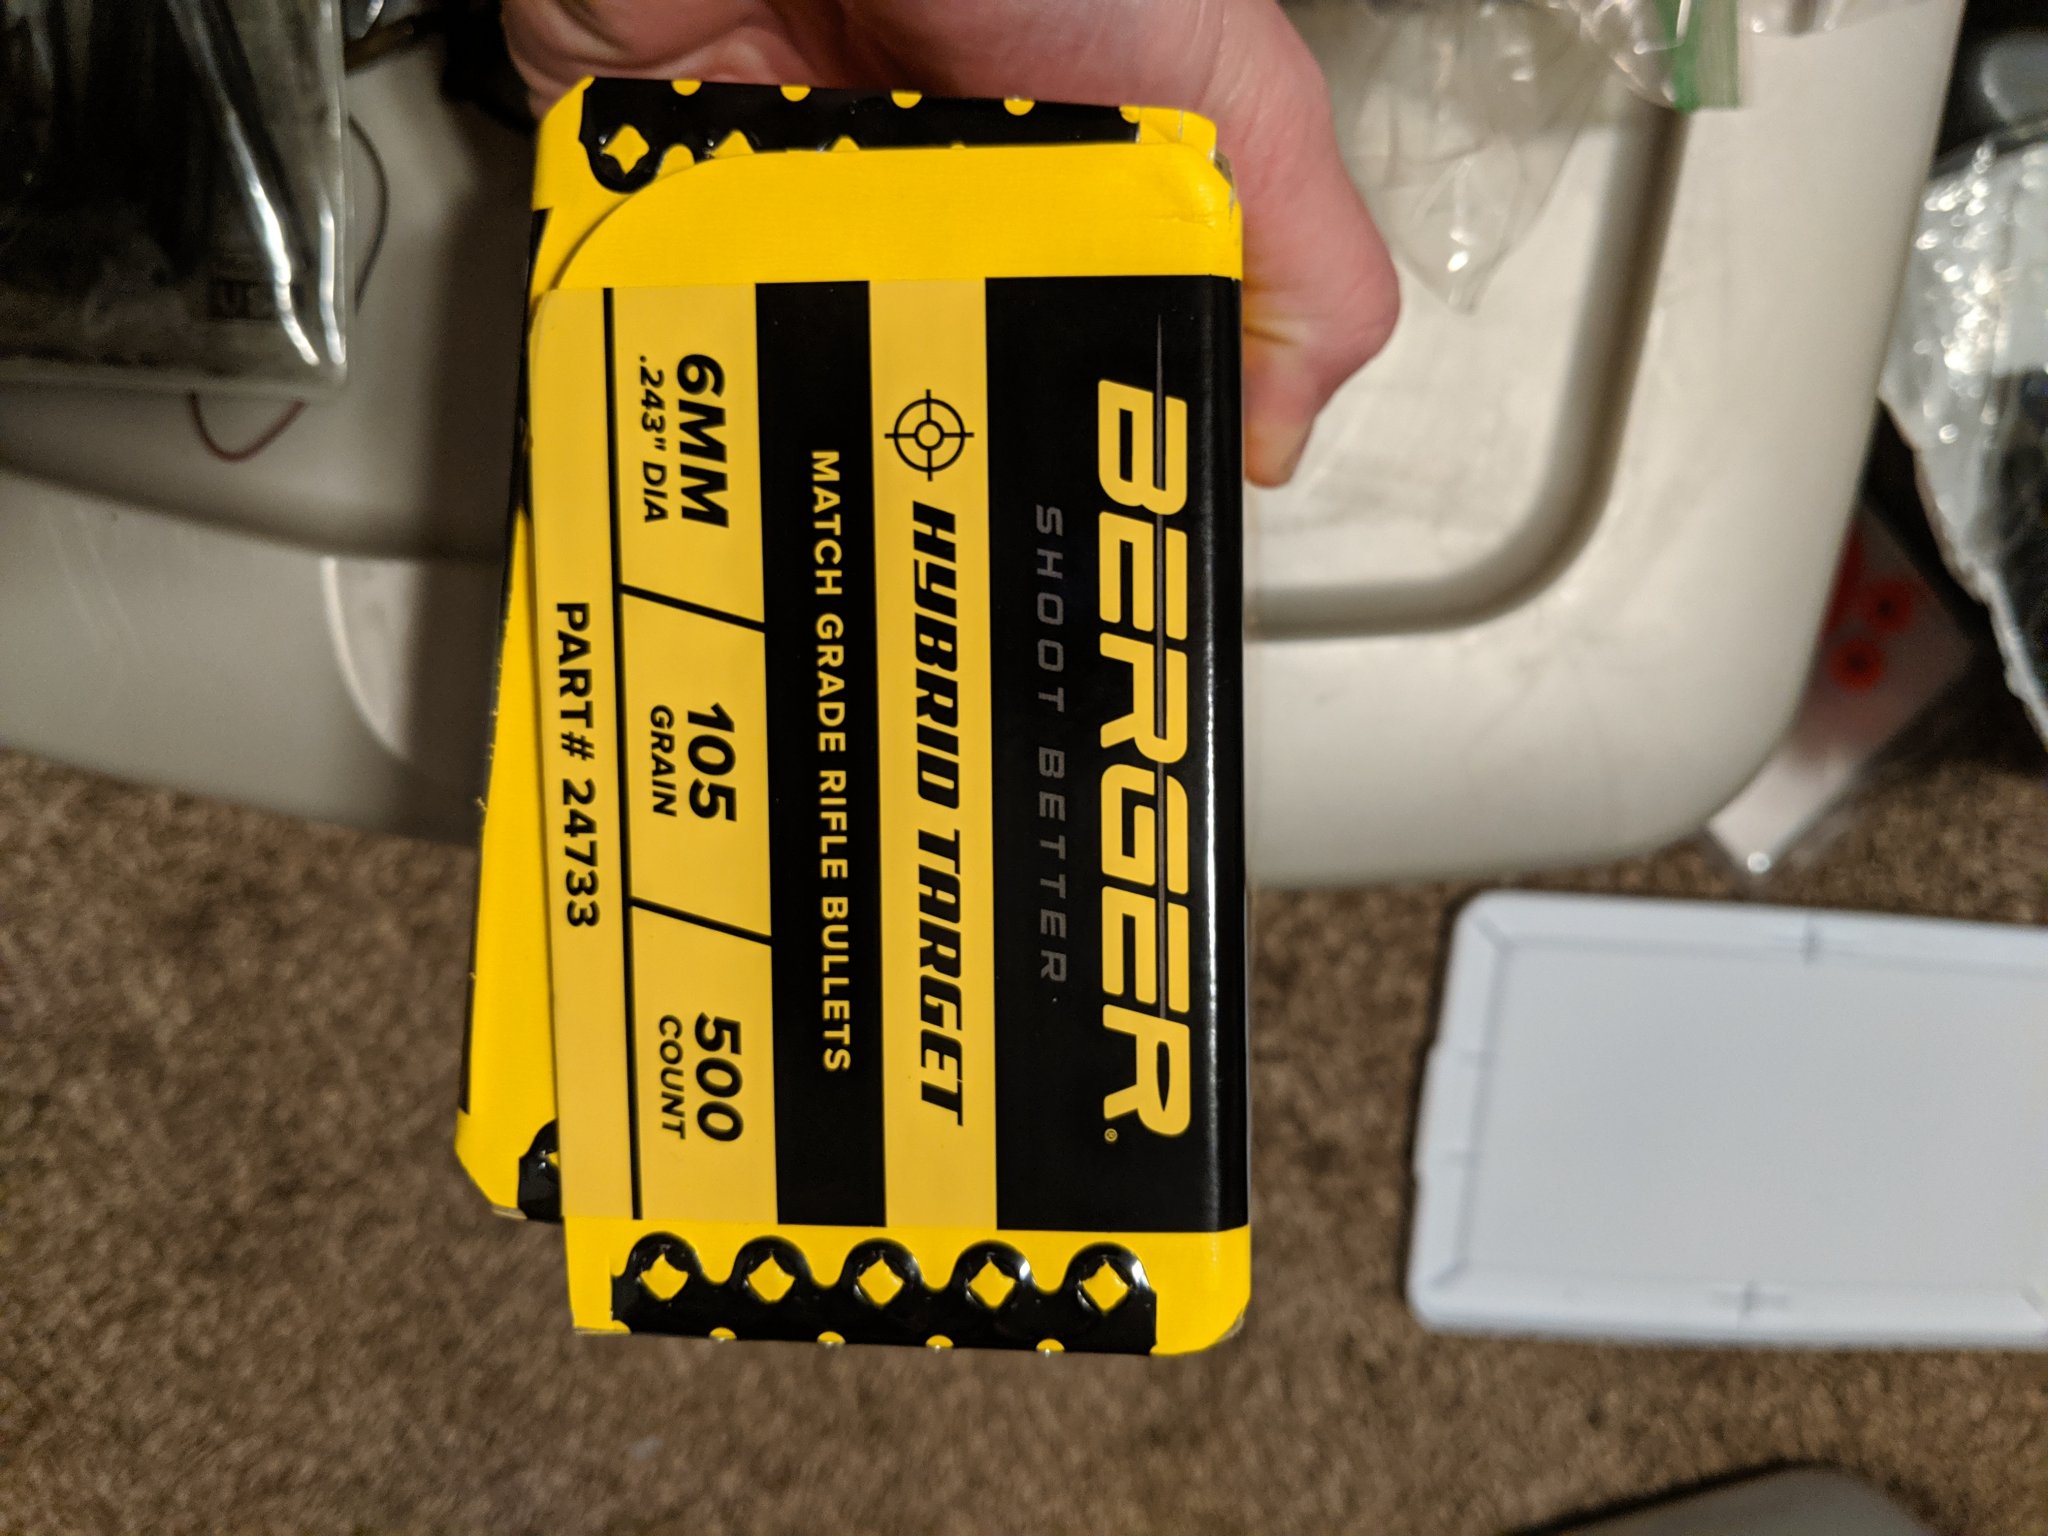 BERGER®
SHOOT BETTER
HYBRID TARGET
MATCH GRADE RIFLE BULLETS
6MM
.243" DIA
105
GRAIN
500
COUNT
PART# 24733